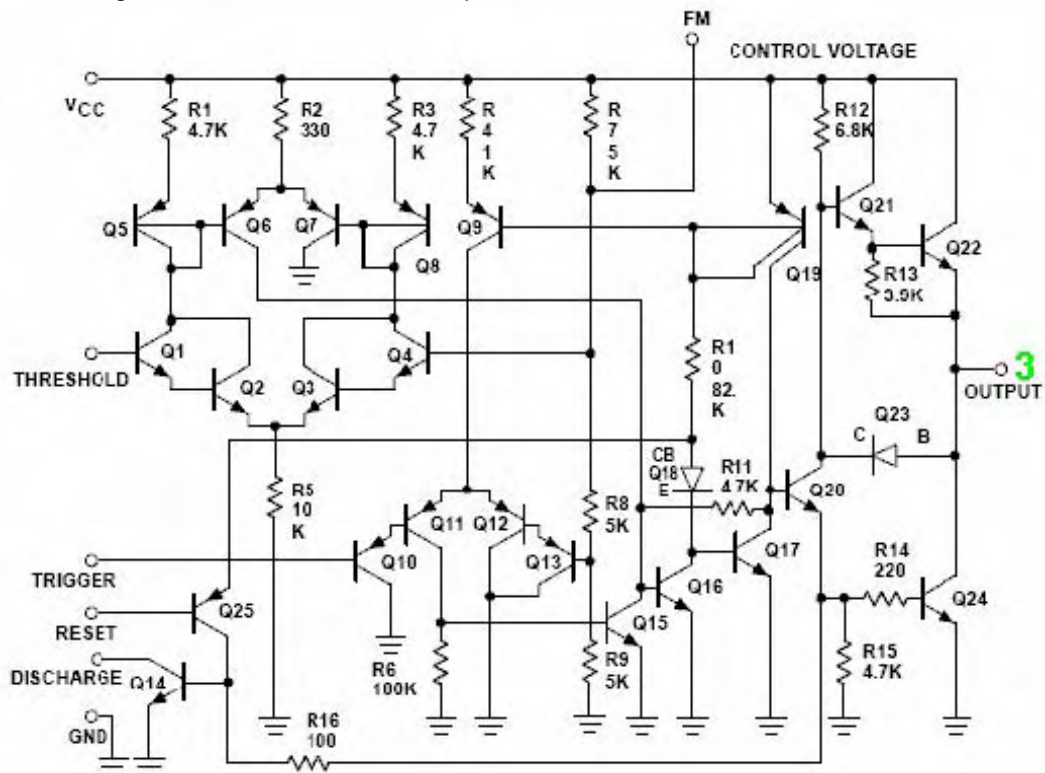 FM
CONTROL VOLTAGE
VCC
R1
4.7K
R2
330
R3
4.7
K
R
4
1
K
R
7
5
K
R12
6.8K
Q5
Q6
Q7
Q8
Q9
Q19
Q21
Q22
R13
3.9K
THRESHOLD
Q1
Q2
Q3
Q4
R1
0
82.
K
3
OUTPUT
Q23
C
B
CB
Q18
E
R11
4.7K
Q20
R5
10
K
R8
5K
Q11
Q12
Q10
Q13
Q17
Q16
TRIGGER
R14
220
Q24
Q25
RESET
Q15
R15
4.7K
R6
100K
R9
5K
DISCHARGE
Q14
GND
R16
100